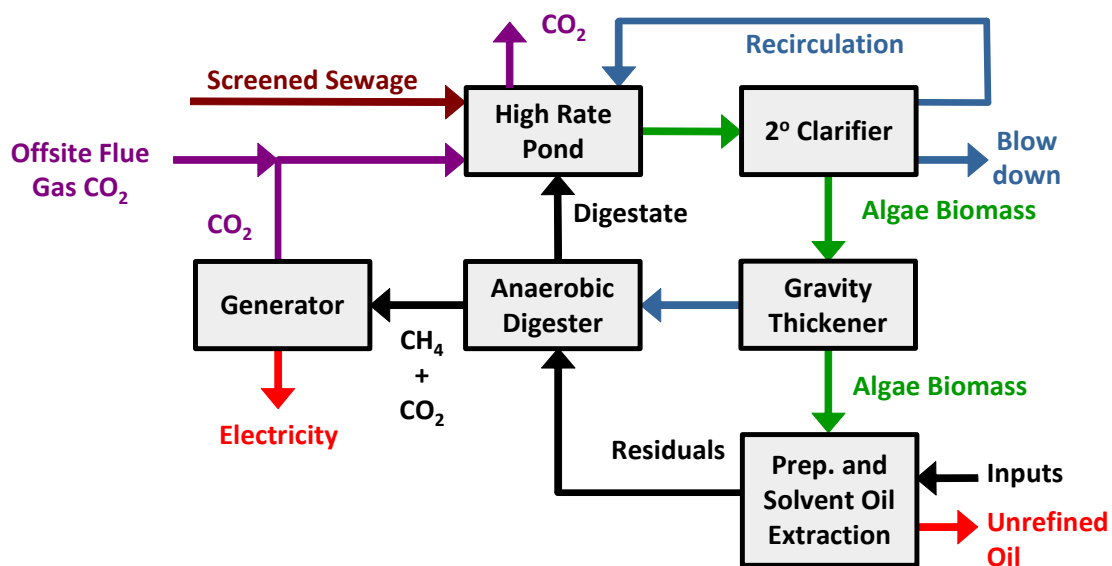 CO₂
Recirculation
Screened Sewage
High Rate
Pond
2º Clarifier
Offsite Flue
Gas CO₂
Blow
down
CO₂
Digestate
Algae Biomass
Generator
Anaerobic
Digester
Gravity
Thickener
CH₄
+
CO₂
Algae Biomass
Electricity
Residuals
Prep. and
Solvent Oil
Extraction
Inputs
Unrefined
Oil